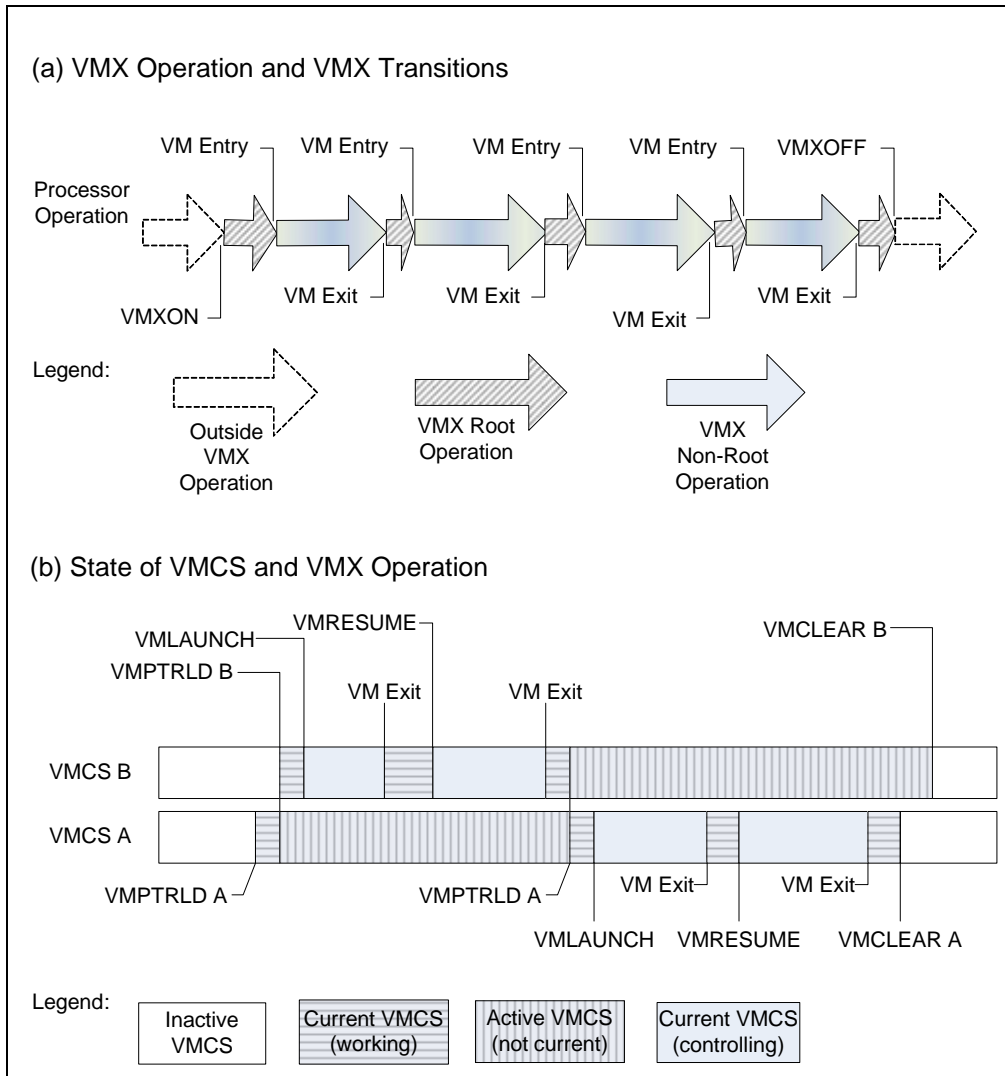 (a) VMX Operation and VMX Transitions
VM Entry
VM Entry
VM Entry
VM Entry
VMXOFF
Processor
Operation
VM Exit
VM Exit
VM Exit
VM Exit
VMXON
Legend:
Outside
VMX
Operation
VMX Root
Operation
VMX
Non-Root
Operation
(b) State of VMCS and VMX Operation
VMRESUME
VMLAUNCH
VMCLEAR B
VMPTRLD B
VM Exit
VM Exit
VMCS B
VMCS A
VMPTRLD A
VMPTRLD A
VM Exit
VM Exit
VMLAUNCH
VMRESUME
VMCLEAR A
Legend:
Inactive
VMCS
Current VMCS
(working)
Active VMCS
(not current)
Current VMCS
(controlling)